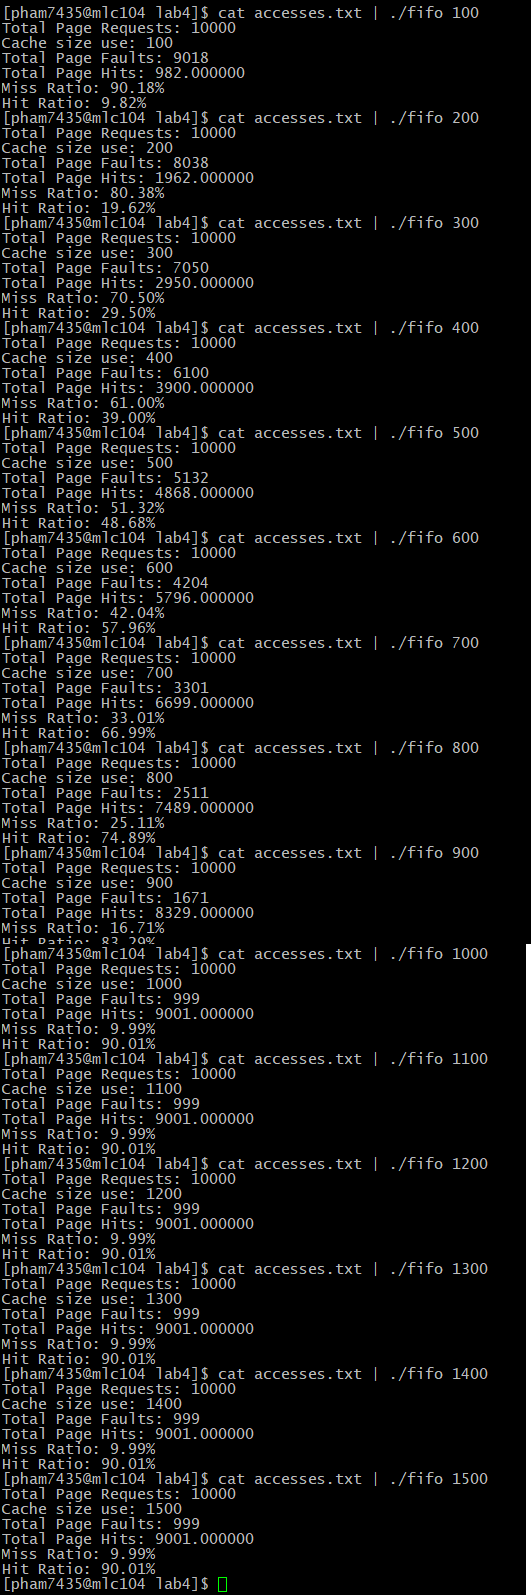 [pham7435@mlc104 lab4]$ cat accesses.txt | ./fifo 100
Total Page Requests: 10000
Cache size use: 100
Total Page Faults: 9018
Total Page Hits: 982.000000
Miss Ratio: 90.18%
Hit Ratio: 9.82%
[pham7435@mlc104 lab4]$ cat accesses.txt | ./fifo 200
Total Page Requests: 10000
Cache size use: 200
Total Page Faults: 8038
Total Page Hits: 1962.000000
Miss Ratio: 80.38%
Hit Ratio: 19.62%
[pham7435@mlc104 lab4]$ cat accesses.txt | ./fifo 300
Total Page Requests: 10000
Cache size use: 300
Total Page Faults: 7050
Total Page Hits: 2950.000000
Miss Ratio: 70.50%
Hit Ratio: 29.50%
[pham7435@mlc104 lab4]$ cat accesses.txt | ./fifo 400
Total Page Requests: 10000
Cache size use: 400
Total Page Faults: 6100
Total Page Hits: 3900.000000
Miss Ratio: 61.00%
Hit Ratio: 39.00%
[pham7435@mlc104 lab4]$ cat accesses.txt | ./fifo 500
Total Page Requests: 10000
Cache size use: 500
Total Page Faults: 5132
Total Page Hits: 4868.000000
Miss Ratio: 51.32%
Hit Ratio: 48.68%
[pham7435@mlc104 lab4]$ cat accesses.txt | ./fifo 600
Total Page Requests: 10000
Cache size use: 600
Total Page Faults: 4204
Total Page Hits: 5796.000000
Miss Ratio: 42.04%
Hit Ratio: 57.96%
[pham7435@mlc104 lab4]$ cat accesses.txt | ./fifo 700
Total Page Requests: 10000
Cache size use: 700
Total Page Faults: 3301
Total Page Hits: 6699.000000
Miss Ratio: 33.01%
Hit Ratio: 66.99%
[pham7435@mlc104 lab4]$ cat accesses.txt | ./fifo 800
Total Page Requests: 10000
Cache size use: 800
Total Page Faults: 2511
Total Page Hits: 7489.000000
Miss Ratio: 25.11%
Hit Ratio: 74.89%
[pham7435@mlc104 lab4]$ cat accesses.txt | ./fifo 900
Total Page Requests: 10000
Cache size use: 900
Total Page Faults: 1671
Total Page Hits: 8329.000000
Miss Ratio: 16.71%
Hit Ratio: 83.29%
[pham7435@mlc104 lab4]$ cat accesses.txt | ./fifo 1000
Total Page Requests: 10000
Cache size use: 1000
Total Page Faults: 999
Total Page Hits: 9001.000000
Miss Ratio: 9.99%
Hit Ratio: 90.01%
[pham7435@mlc104 lab4]$ cat accesses.txt | ./fifo 1100
Total Page Requests: 10000
Cache size use: 1100
Total Page Faults: 999
Total Page Hits: 9001.000000
Miss Ratio: 9.99%
Hit Ratio: 90.01%
[pham7435@mlc104 lab4]$ cat accesses.txt | ./fifo 1200
Total Page Requests: 10000
Cache size use: 1200
Total Page Faults: 999
Total Page Hits: 9001.000000
Miss Ratio: 9.99%
Hit Ratio: 90.01%
[pham7435@mlc104 lab4]$ cat accesses.txt | ./fifo 1300
Total Page Requests: 10000
Cache size use: 1300
Total Page Faults: 999
Total Page Hits: 9001.000000
Miss Ratio: 9.99%
Hit Ratio: 90.01%
[pham7435@mlc104 lab4]$ cat accesses.txt | ./fifo 1400
Total Page Requests: 10000
Cache size use: 1400
Total Page Faults: 999
Total Page Hits: 9001.000000
Miss Ratio: 9.99%
Hit Ratio: 90.01%
[pham7435@mlc104 lab4]$ cat accesses.txt | ./fifo 1500
Total Page Requests: 10000
Cache size use: 1500
Total Page Faults: 999
Total Page Hits: 9001.000000
Miss Ratio: 9.99%
Hit Ratio: 90.01%
[pham7435@mlc104 lab4]$